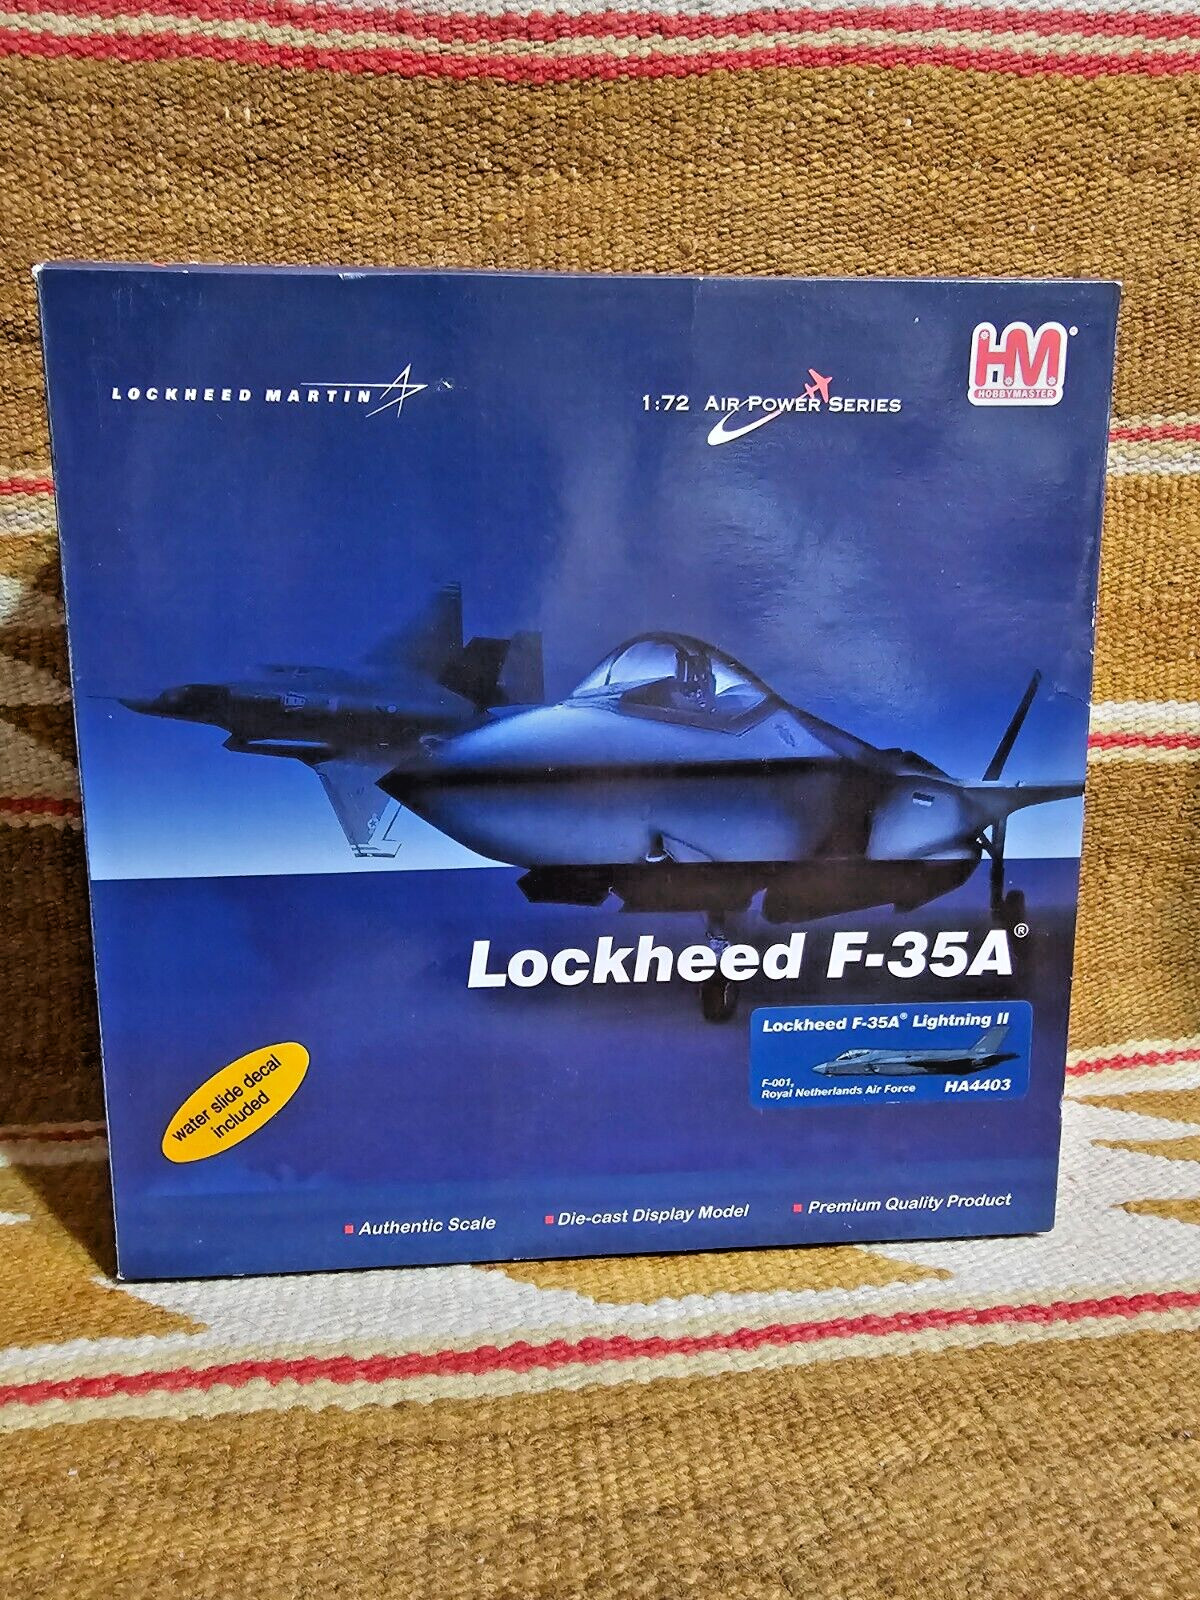 LOCKHEED MARTIN
1:72 AIR POWER SERIES
HM®
HOBBYMASTER
Lockheed F-35A®
Lockheed F-35A® Lightning II
F-001,
Royal Netherlands Air Force
HA4403
water slide decal
included
Authentic Scale
Die-cast Display Model
Premium Quality Product